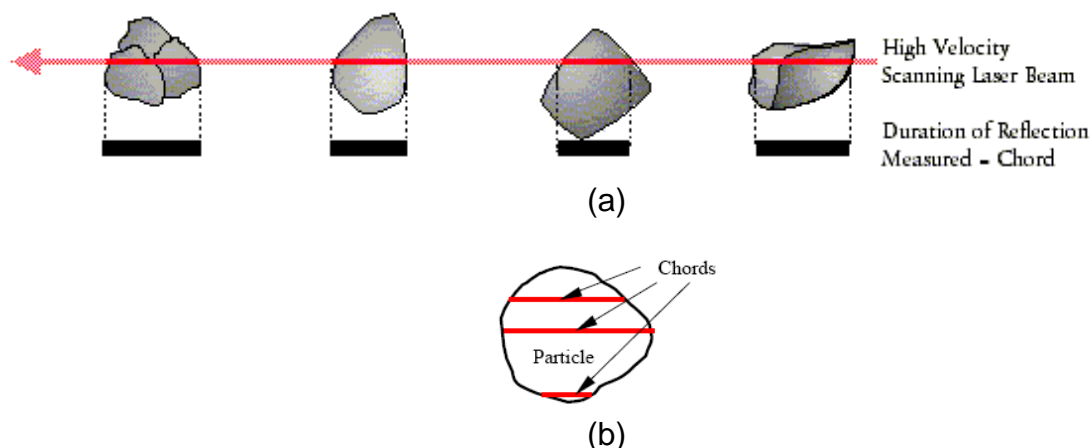 High Velocity
Scanning Laser Beam
Duration of Reflection
Measured - Chord
(a)
Chords
Particle
(b)